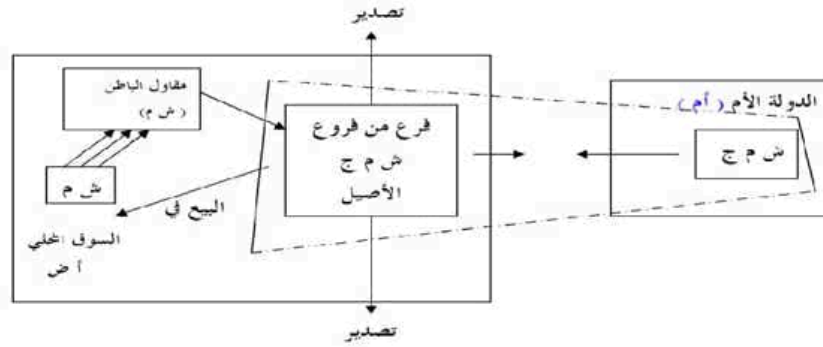 تصدير
الدولة الأم (أم)
ش م ج
مقاول الباطن
(ش م)
فرع من فروع
ش م ج
الأصيل
ش م
البيع في
السوق المحلي
أ ض
تصدير